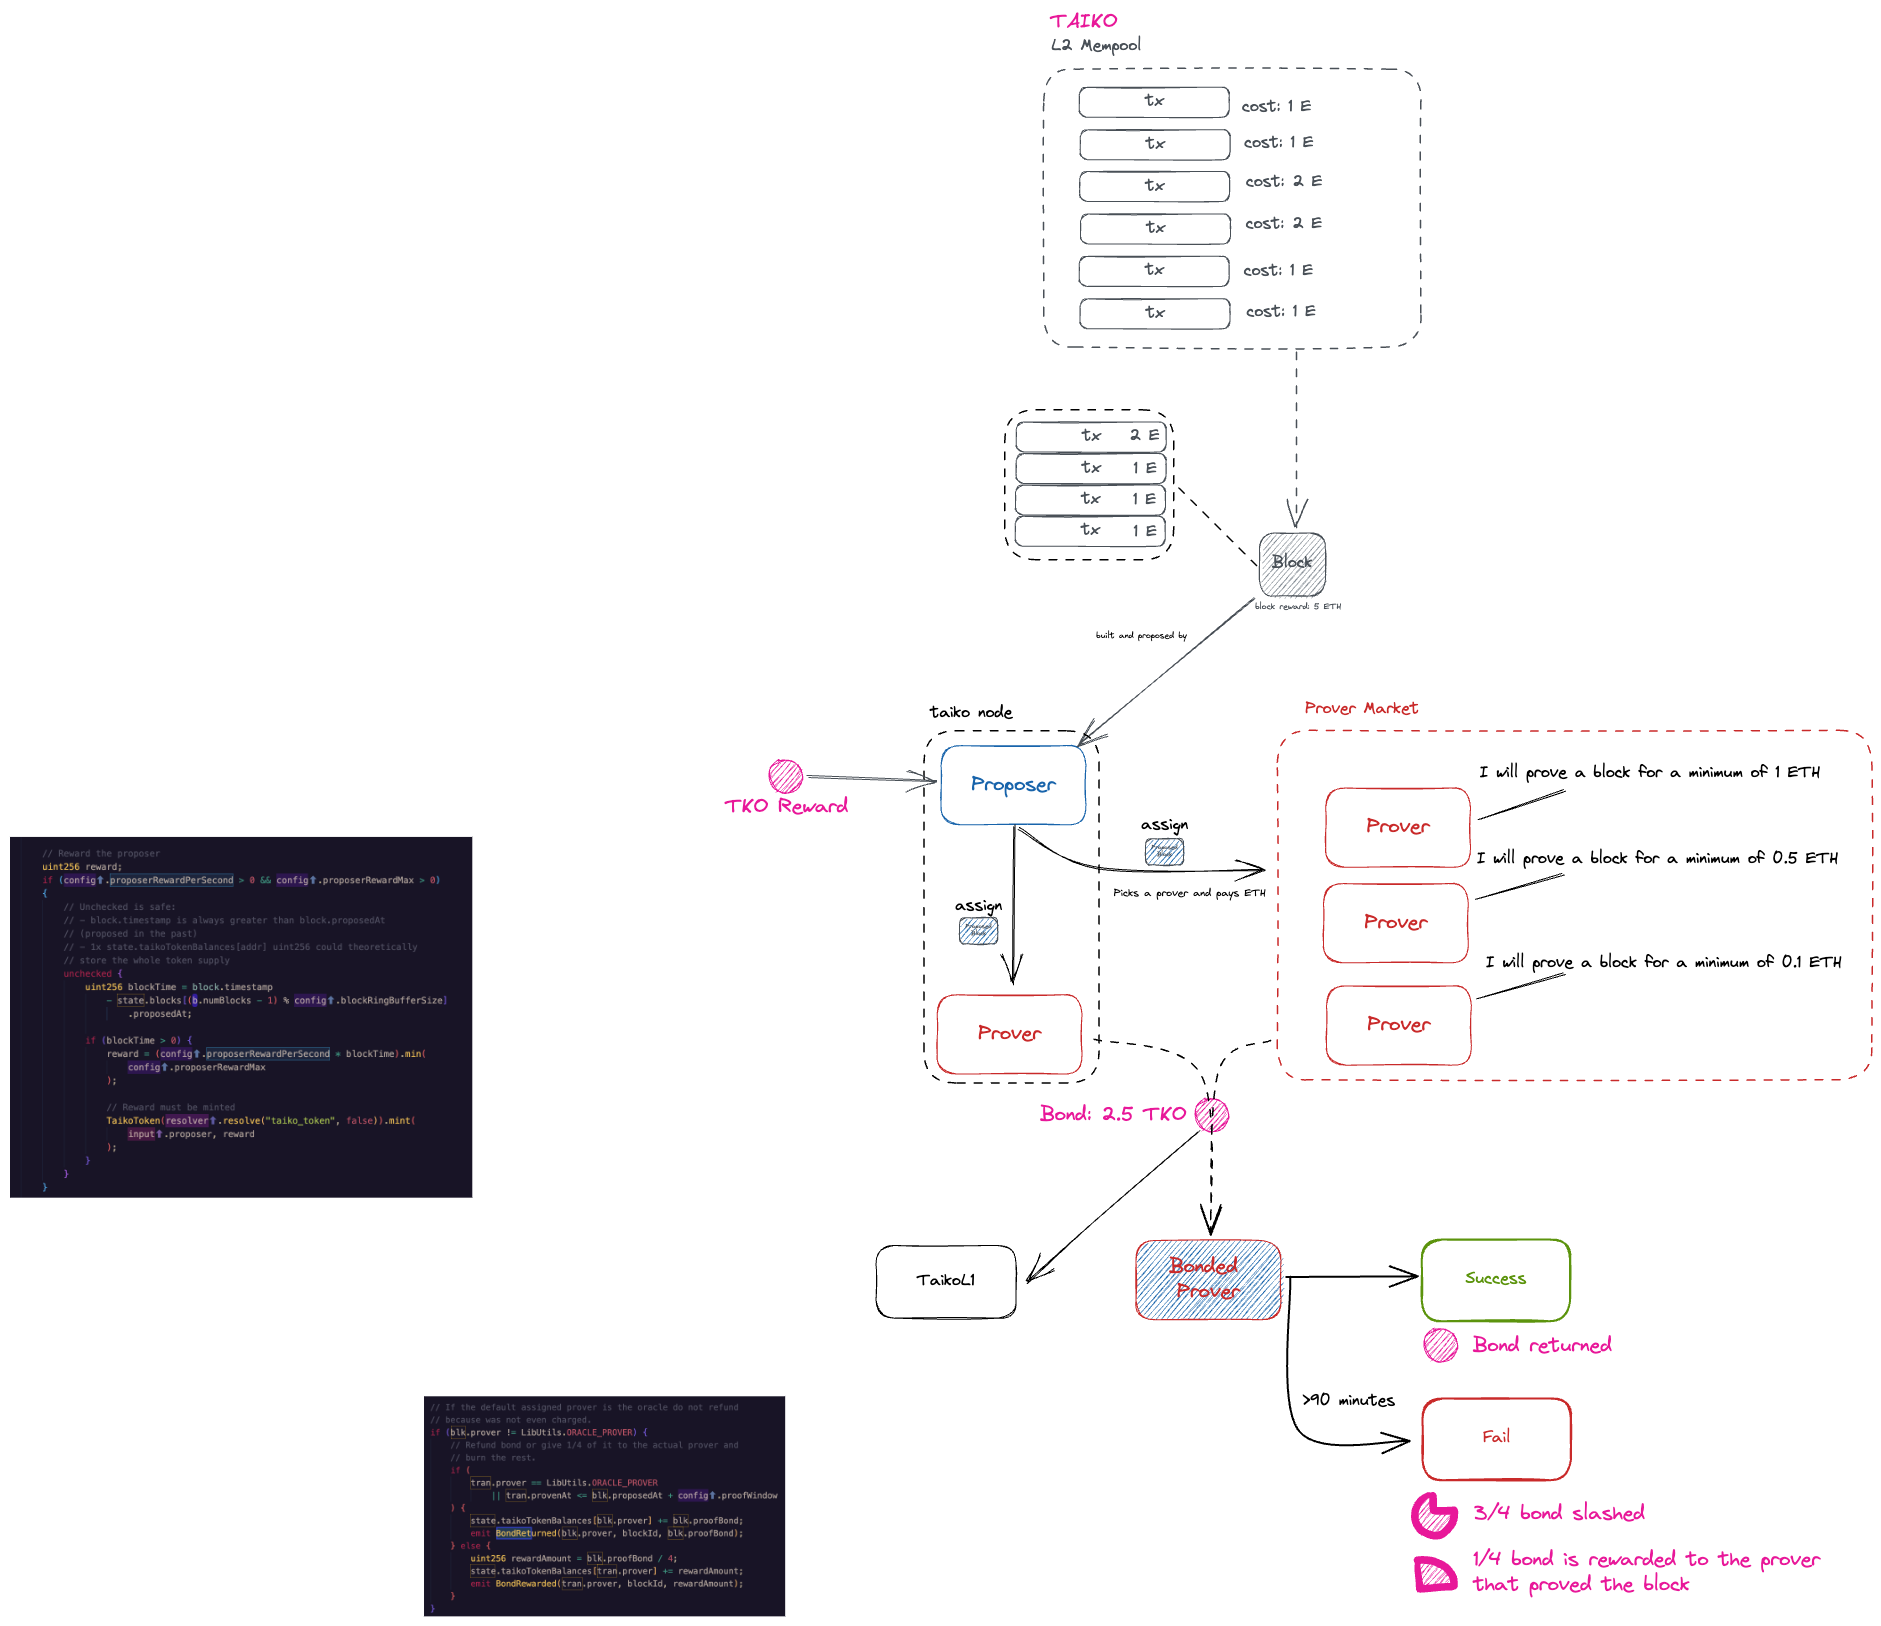 TAIKO
L2 Mempool
tx cost: 1 E
tx cost: 1 E
tx cost: 2 E
tx cost: 2 E
tx cost: 1 E
tx cost: 1 E
tx 2 E
tx 1 E
tx 1 E
tx 1 E
Block
block reward: 5 ETH
built and proposed by
taiko node
Proposer
TKO Reward
assign
Proposed
Block
Picks a prover and pays ETH
assign
Proposed
Block
Prover
Prover Market
I will prove a block for a minimum of 1 ETH
Prover
I will prove a block for a minimum of 0.5 ETH
Prover
I will prove a block for a minimum of 0.1 ETH
Prover
Bond: 2.5 TKO
TaikoL1
Bonded
Prover
Success
Bond returned
>90 minutes
Fail
3/4 bond slashed
1/4 bond is rewarded to the prover
that proved the block
// Reward the proposer
uint256 reward;
if (config⬆.proposerRewardPerSecond > 0 && config⬆.proposerRewardMax > 0)
{
// Unchecked is safe:
// - block.timestamp is always greater than block.proposedAt
// (proposed in the past)
// - 1x state.taikoTokenBalances[addr] uint256 could theoretically
// store the whole token supply
unchecked {
uint256 blockTime = block.timestamp
- state.blocks[(b.numBlocks - 1) % config⬆.blockRingBufferSize]
.proposedAt;
if (blockTime > 0) {
reward = (config⬆.proposerRewardPerSecond * blockTime).min(
config⬆.proposerRewardMax
);
// Reward must be minted
TaikoToken(resolver⬆.resolve("taiko_token", false)).mint(
input⬆.proposer, reward
);
}
}
}
// If the default assigned prover is the oracle do not refund
// because was not even charged.
if (blk.prover != LibUtils.ORACLE_PROVER) {
// Refund bond or give 1/4 of it to the actual prover and
// burn the rest.
if (
tran.prover == LibUtils.ORACLE_PROVER
|| tran.provenAt <= blk.proposedAt + config⬆.proofWindow
) {
state.taikoTokenBalances[blk.prover] += blk.proofBond;
emit BondReturned(blk.prover, blockId, blk.proofBond);
} else {
uint256 rewardAmount = blk.proofBond / 4;
state.taikoTokenBalances[tran.prover] += rewardAmount;
emit BondRewarded(tran.prover, blockId, rewardAmount);
}
}